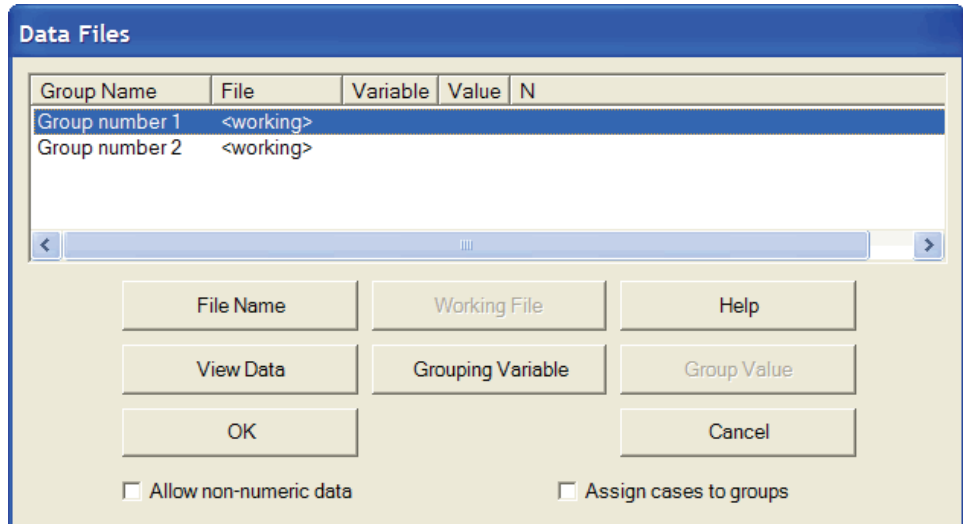 Data Files
Group Name File Variable Value N
Group number 1 <working>
Group number 2 <working>
File Name Working File Help
View Data Grouping Variable Group Value
OK Cancel
Allow non-numeric data Assign cases to groups